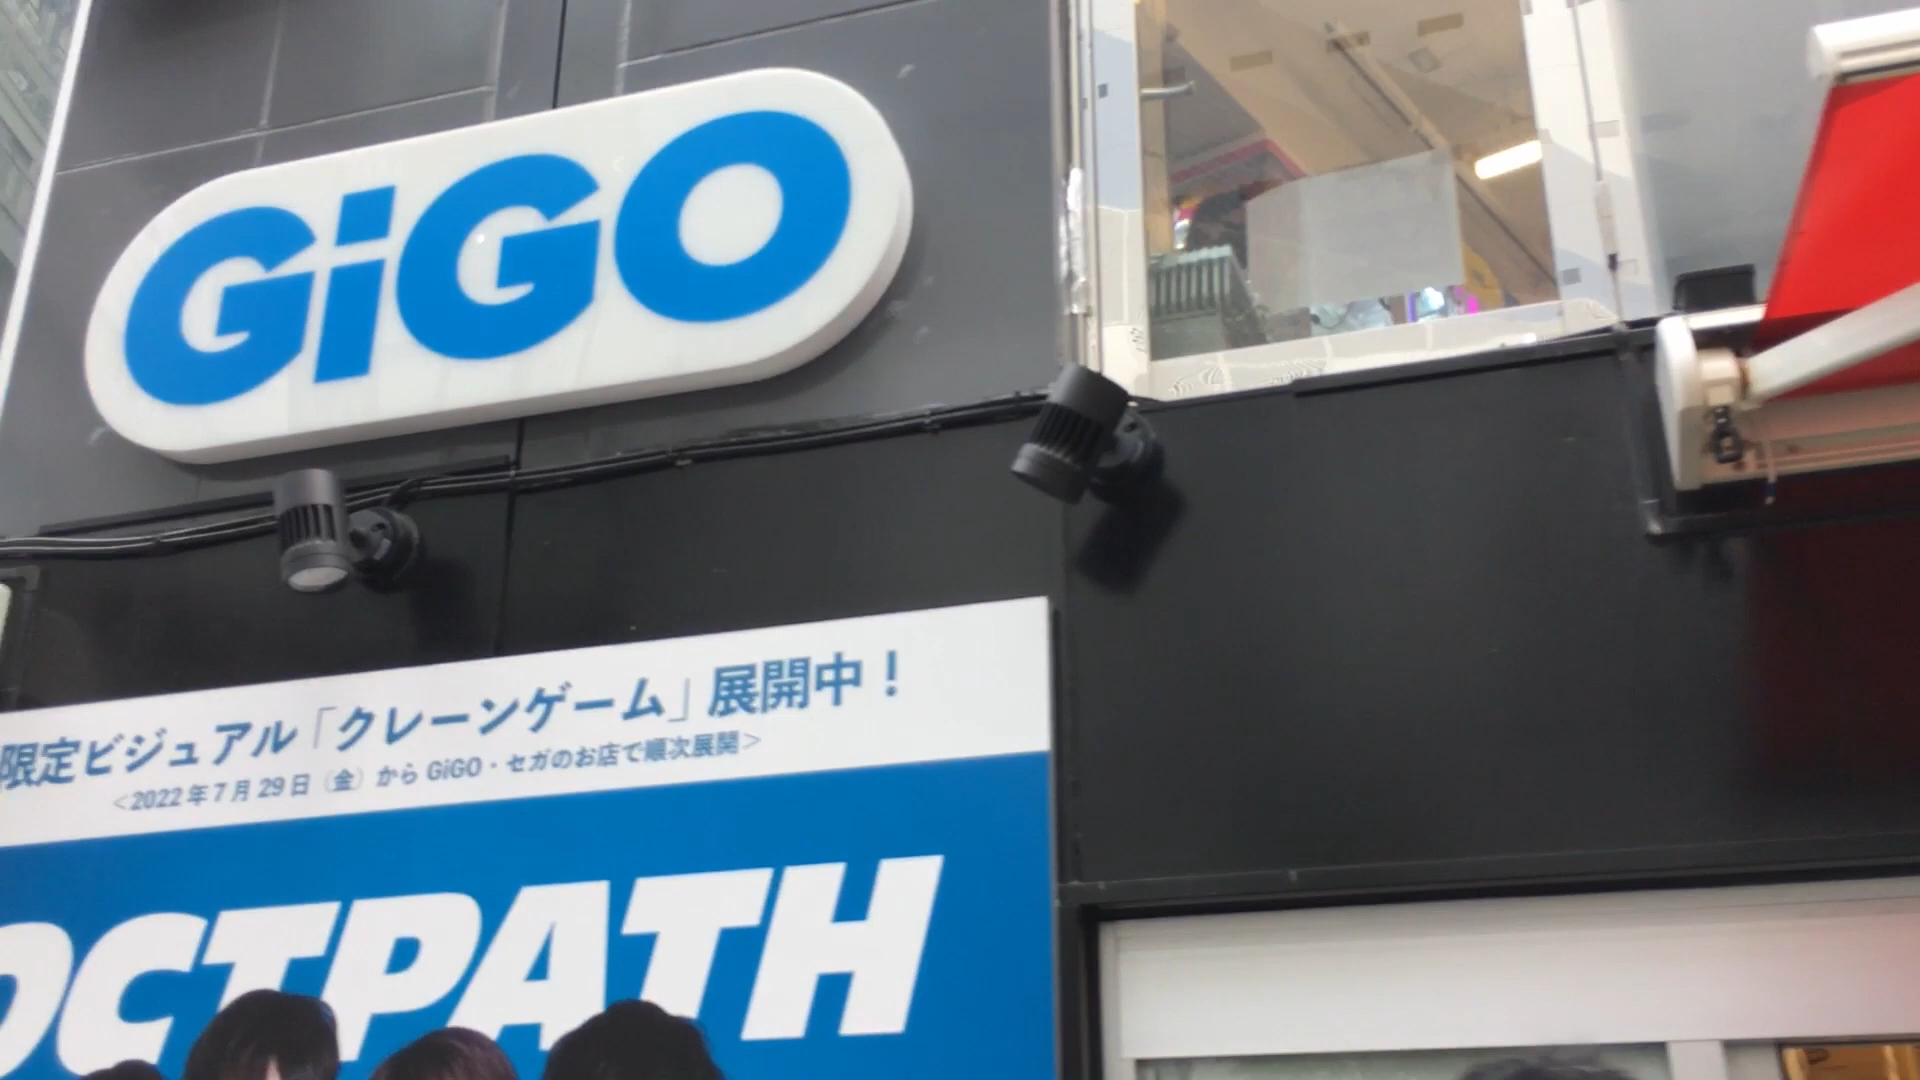 GiGO
限定ビジュアル「クレーンゲーム」展開中！
<2022年7月29日（金）からGiGO・セガのお店で順次展開>
OCTPATH